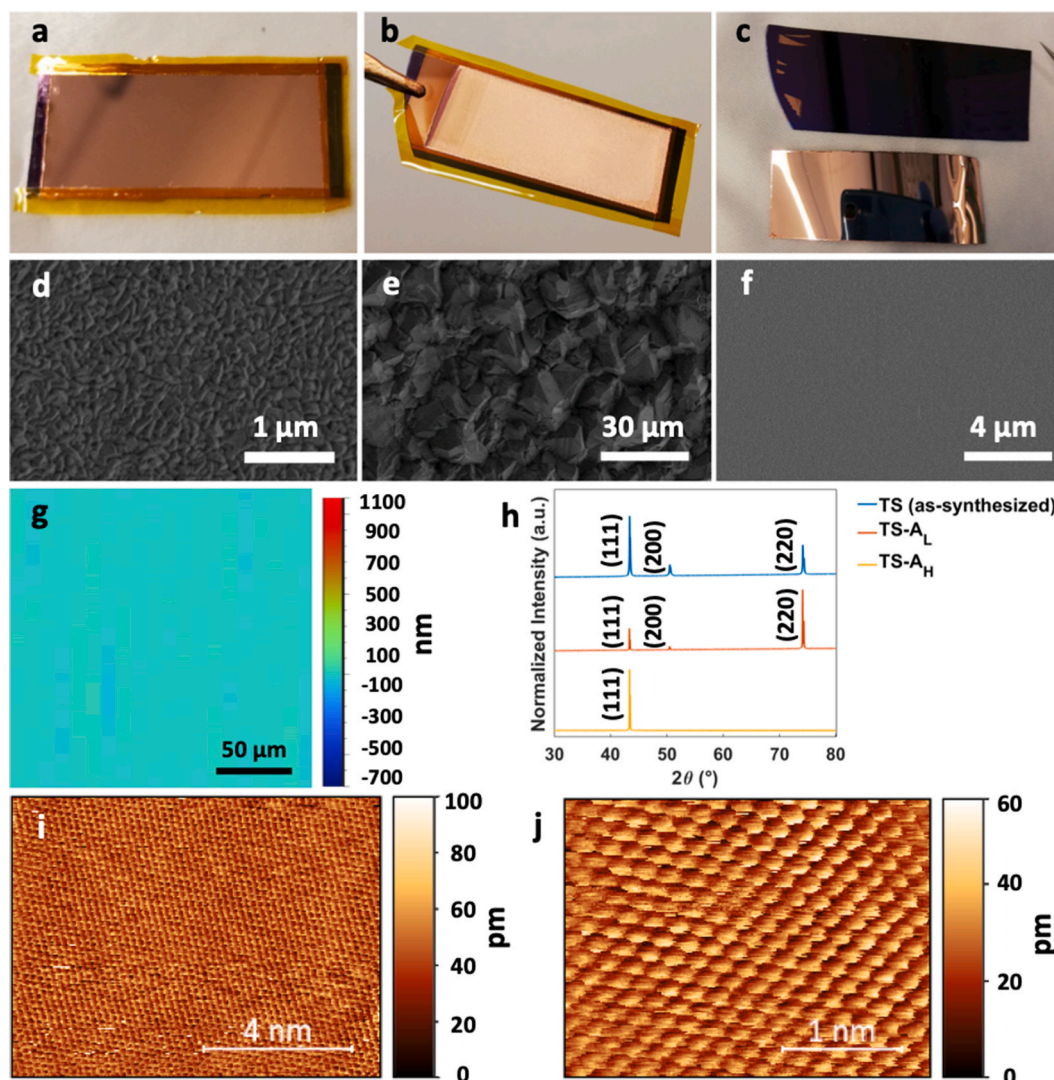 a
b
c
d
1 μm
e
30 μm
f
4 μm
g
50 μm
1100
900
700
500
300
100
-100
-300
-500
-700
nm
h
Normalized Intensity (a.u.)
(111)
(200)
(220)
(111)
(200)
(220)
(111)
30
40
50
60
70
80
2θ (°)
TS (as-synthesized)
TS-A_L
TS-A_H
i
4 nm
100
80
60
40
20
0
pm
j
1 nm
60
40
20
0
pm